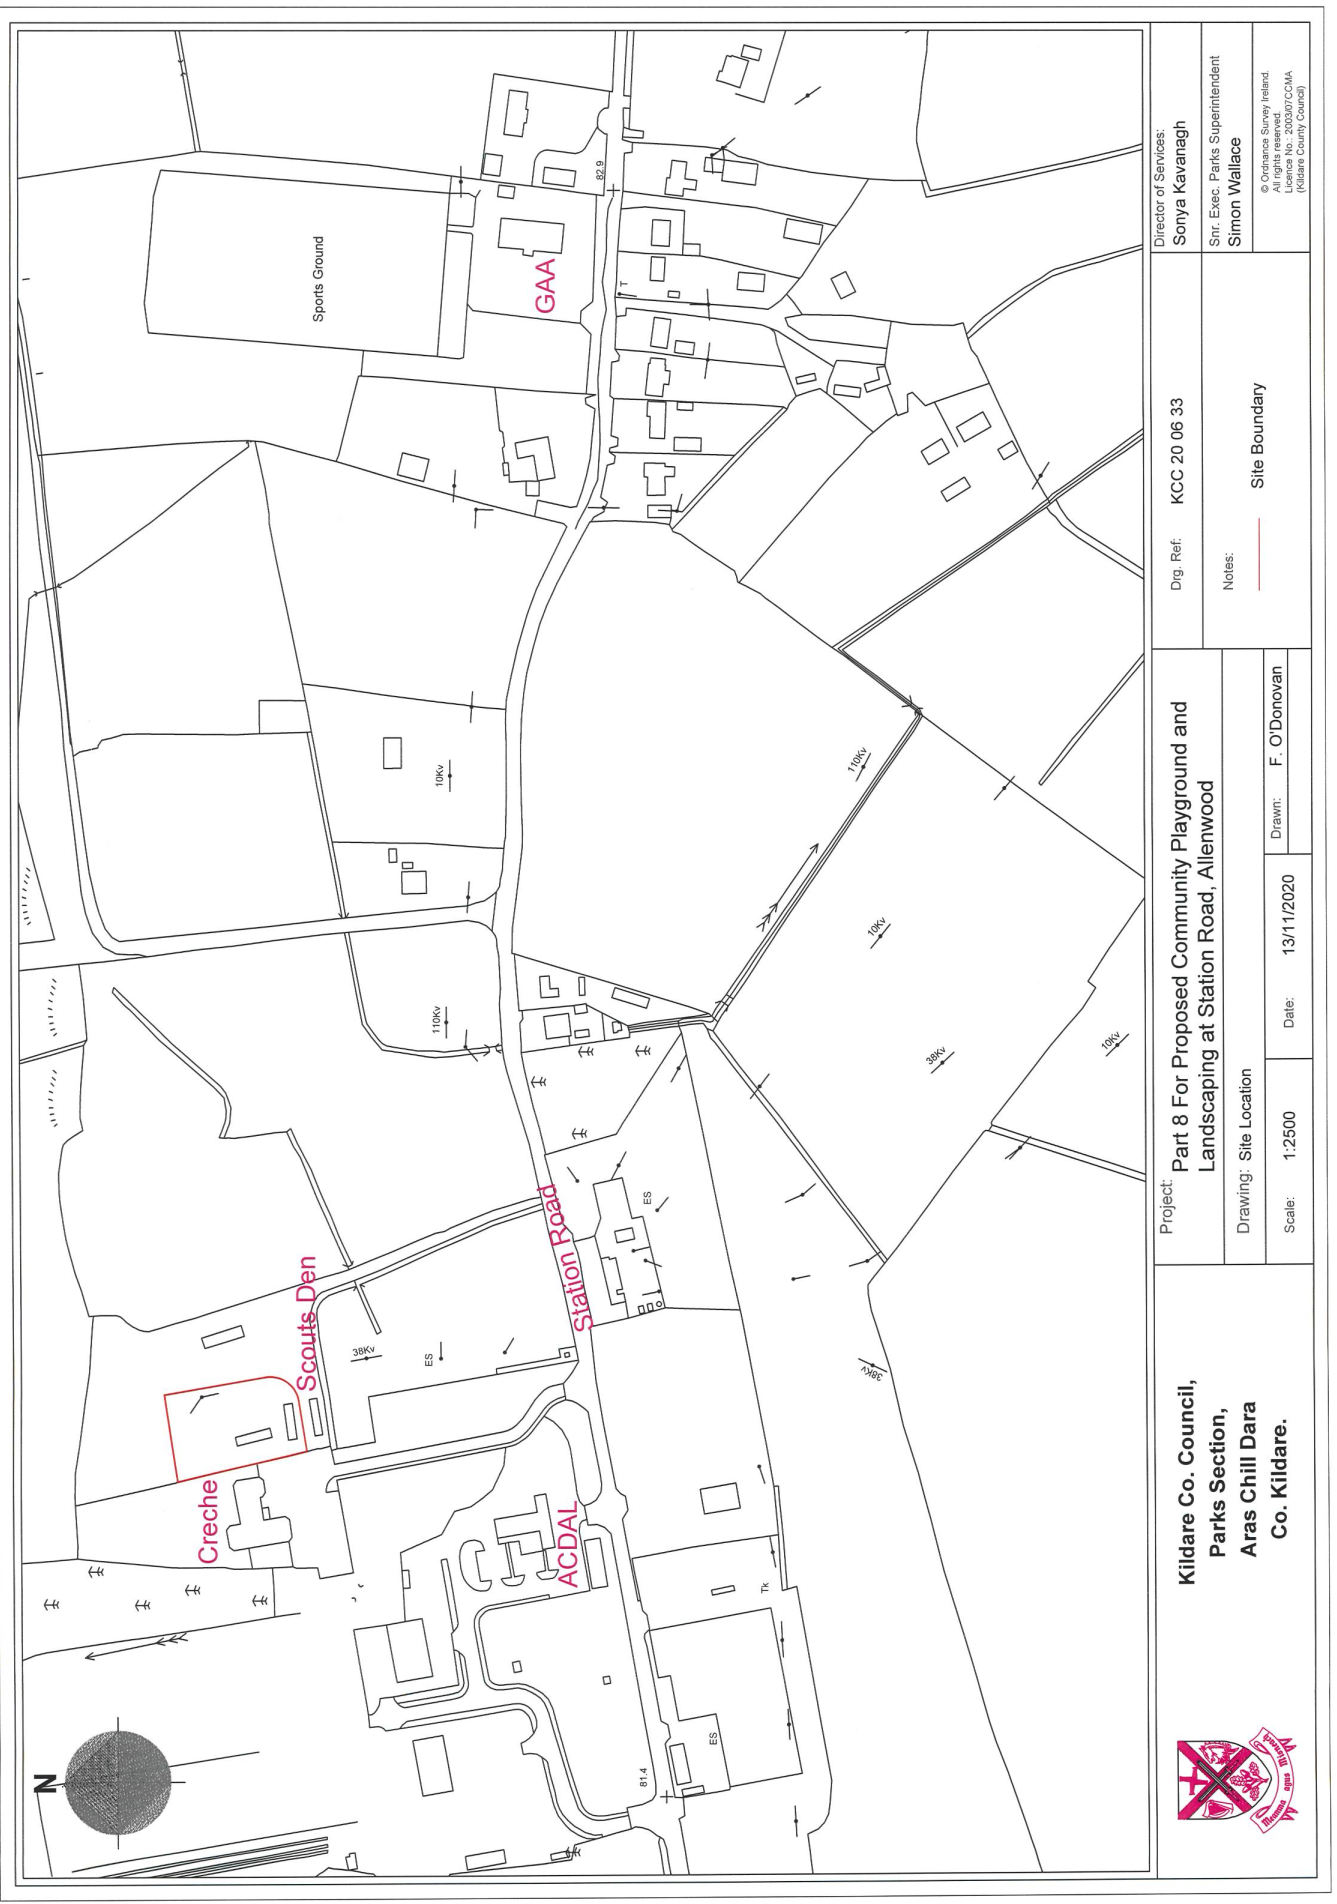 N
Creche
Scouts Den
Sports Ground
GAA
ACDAL
Station Road
38Kv
ES
110Kv
10Kv
82.9
T
ES
110Kv
10Kv
38Kv
10Kv
38Kv
81.4
ES
Tk
Kildare Co. Council,
Parks Section,
Aras Chill Dara
Co. Kildare.
Meanma agus Misneach
Project: Part 8 For Proposed Community Playground and
Landscaping at Station Road, Allenwood
Drawing: Site Location
Scale: 1:2500
Date: 13/11/2020
Drawn: F. O'Donovan
Drg. Ref: KCC 20 06 33
Notes:
Site Boundary
Director of Services:
Sonya Kavanagh
Snr. Exec. Parks Superintendent
Simon Wallace
© Ordnance Survey Ireland.
All rights reserved.
Licence No.: 2003/07CCMA
(Kildare County Council)